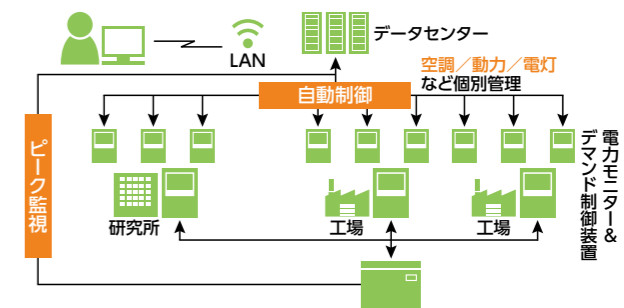 LAN
データセンター
空調／動力／電灯
など個別管理
自動制御
ピーク監視
研究所
工場
工場
電力モニター＆
デマンド制御装置